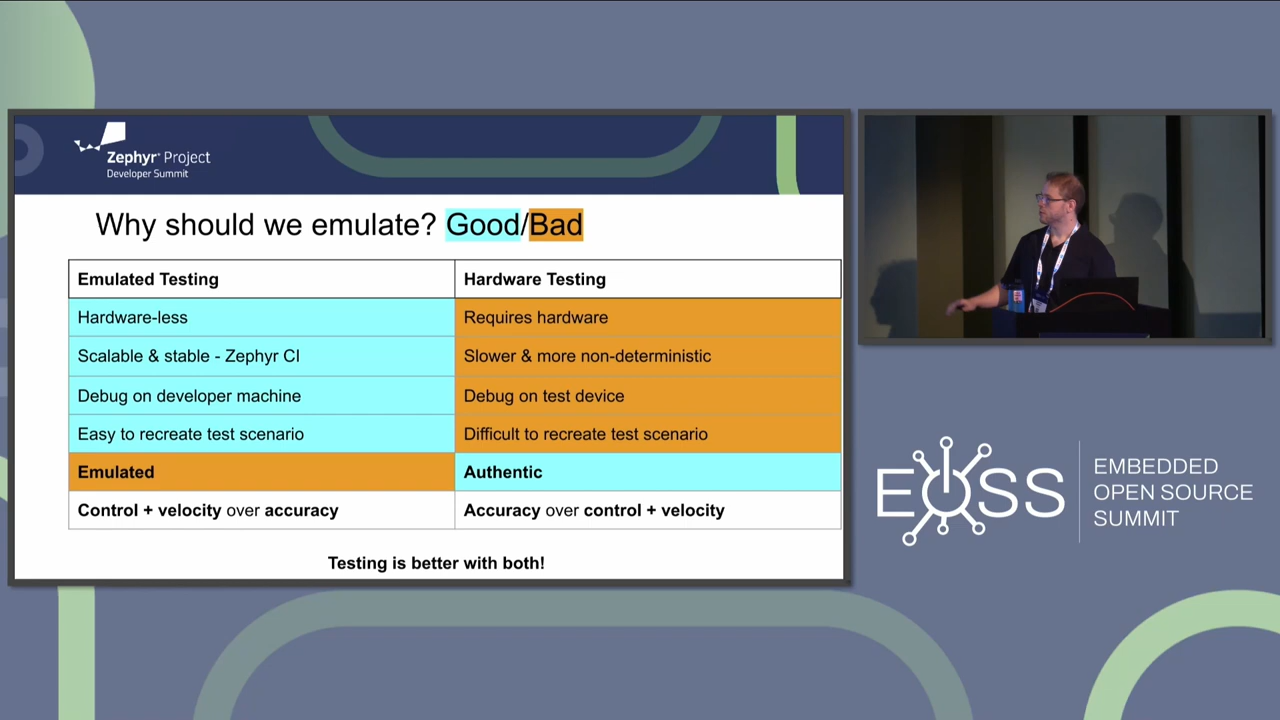 Zephyr® Project
Developer Summit
Why should we emulate? Good/Bad
Emulated Testing
Hardware Testing
Hardware-less
Requires hardware
Scalable & stable - Zephyr CI
Slower & more non-deterministic
Debug on developer machine
Debug on test device
Easy to recreate test scenario
Difficult to recreate test scenario
Emulated
Authentic
Control + velocity over accuracy
Accuracy over control + velocity
Testing is better with both!
EOSS
EMBEDDED
OPEN SOURCE
SUMMIT